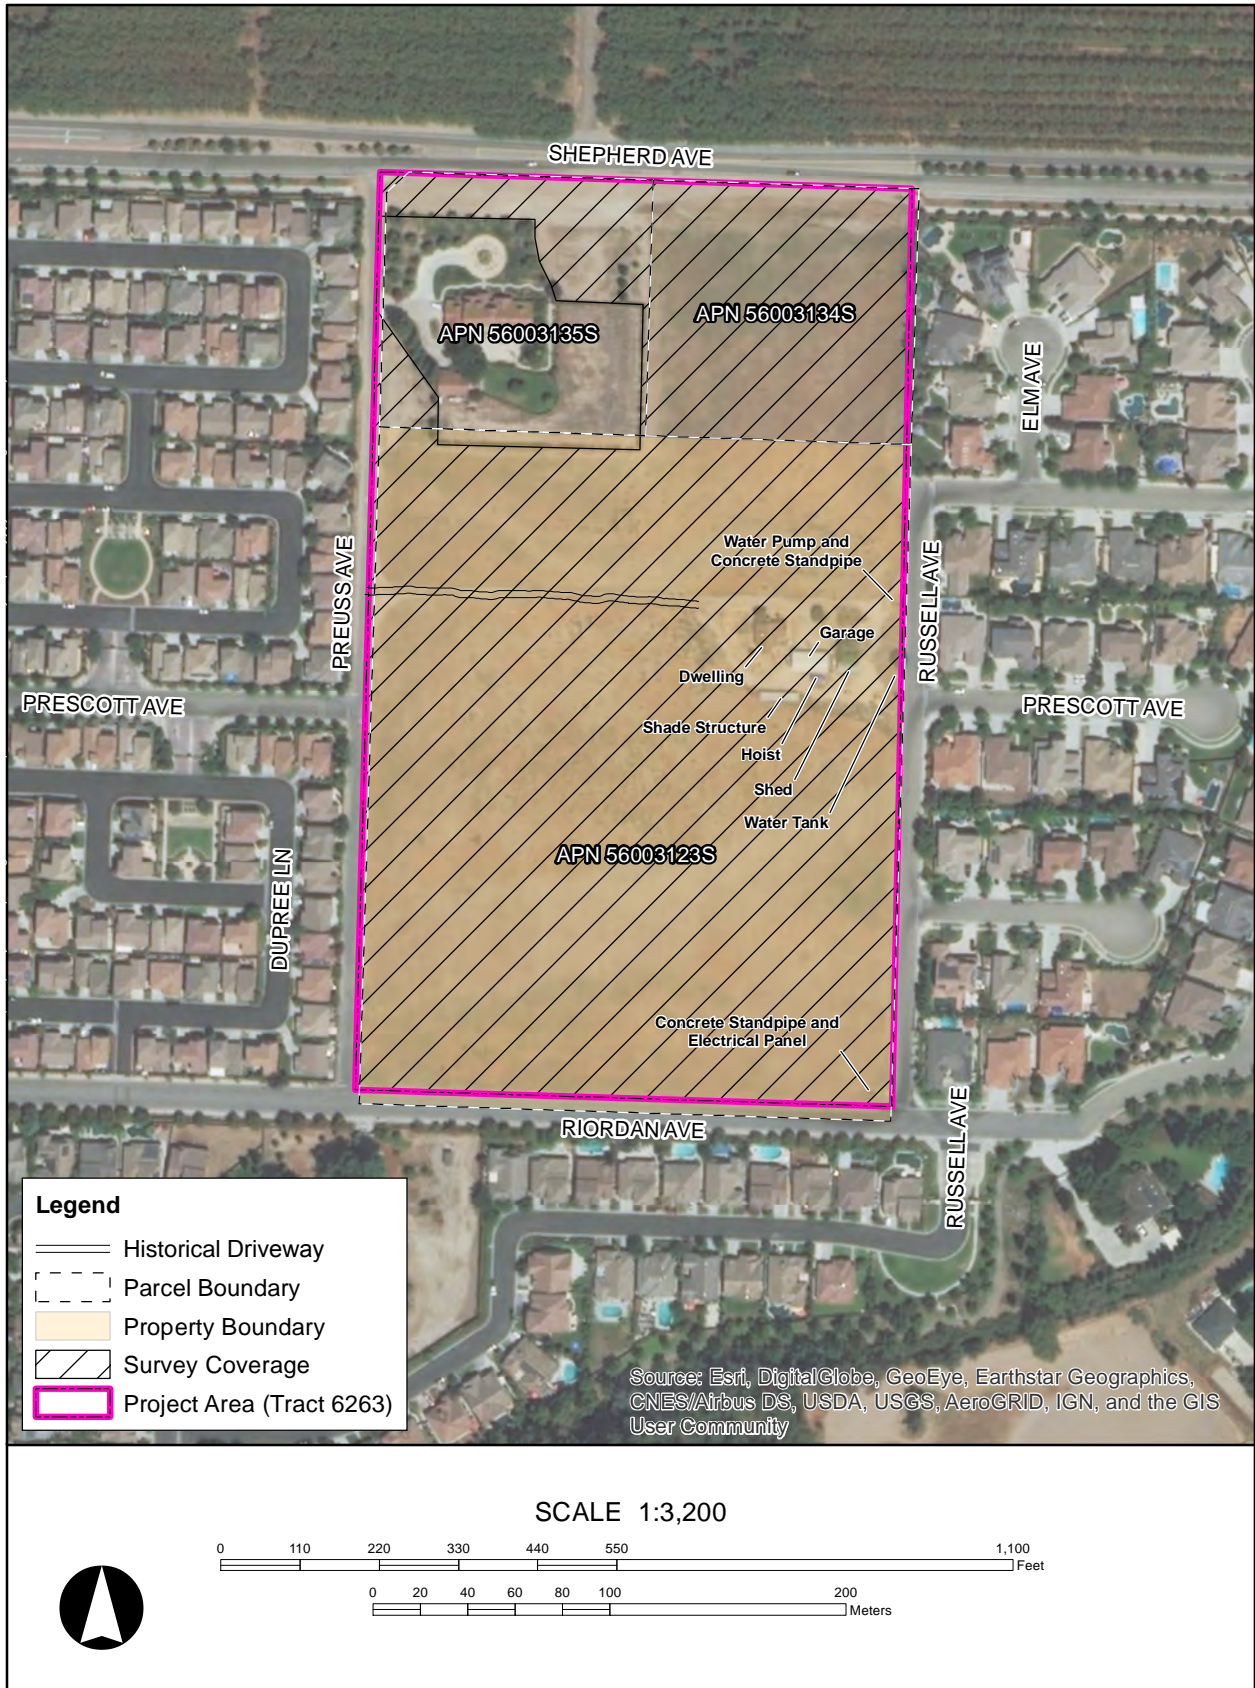 SHEPHERD AVE
APN 56003134S
APN 56003135S
ELM AVE
Water Pump and
Concrete Standpipe
PREUSS AVE
RUSSELL AVE
Garage
Dwelling
PRESCOTT AVE
PRESCOTT AVE
Shade Structure
Hoist
Shed
Water Tank
APN 56003123S
DUPREE LN
Concrete Standpipe and
Electrical Panel
RIORDAN AVE
RUSSELL AVE
Legend
Historical Driveway
Parcel Boundary
Property Boundary
Survey Coverage
Project Area (Tract 6263)
Source: Esri, DigitalGlobe, GeoEye, Earthstar Geographics,
CNES/Airbus DS, USDA, USGS, AeroGRID, IGN, and the GIS
User Community
SCALE 1:3,200
0 110 220 330 440 550 1,100
Feet
0 20 40 60 80 100 200
Meters